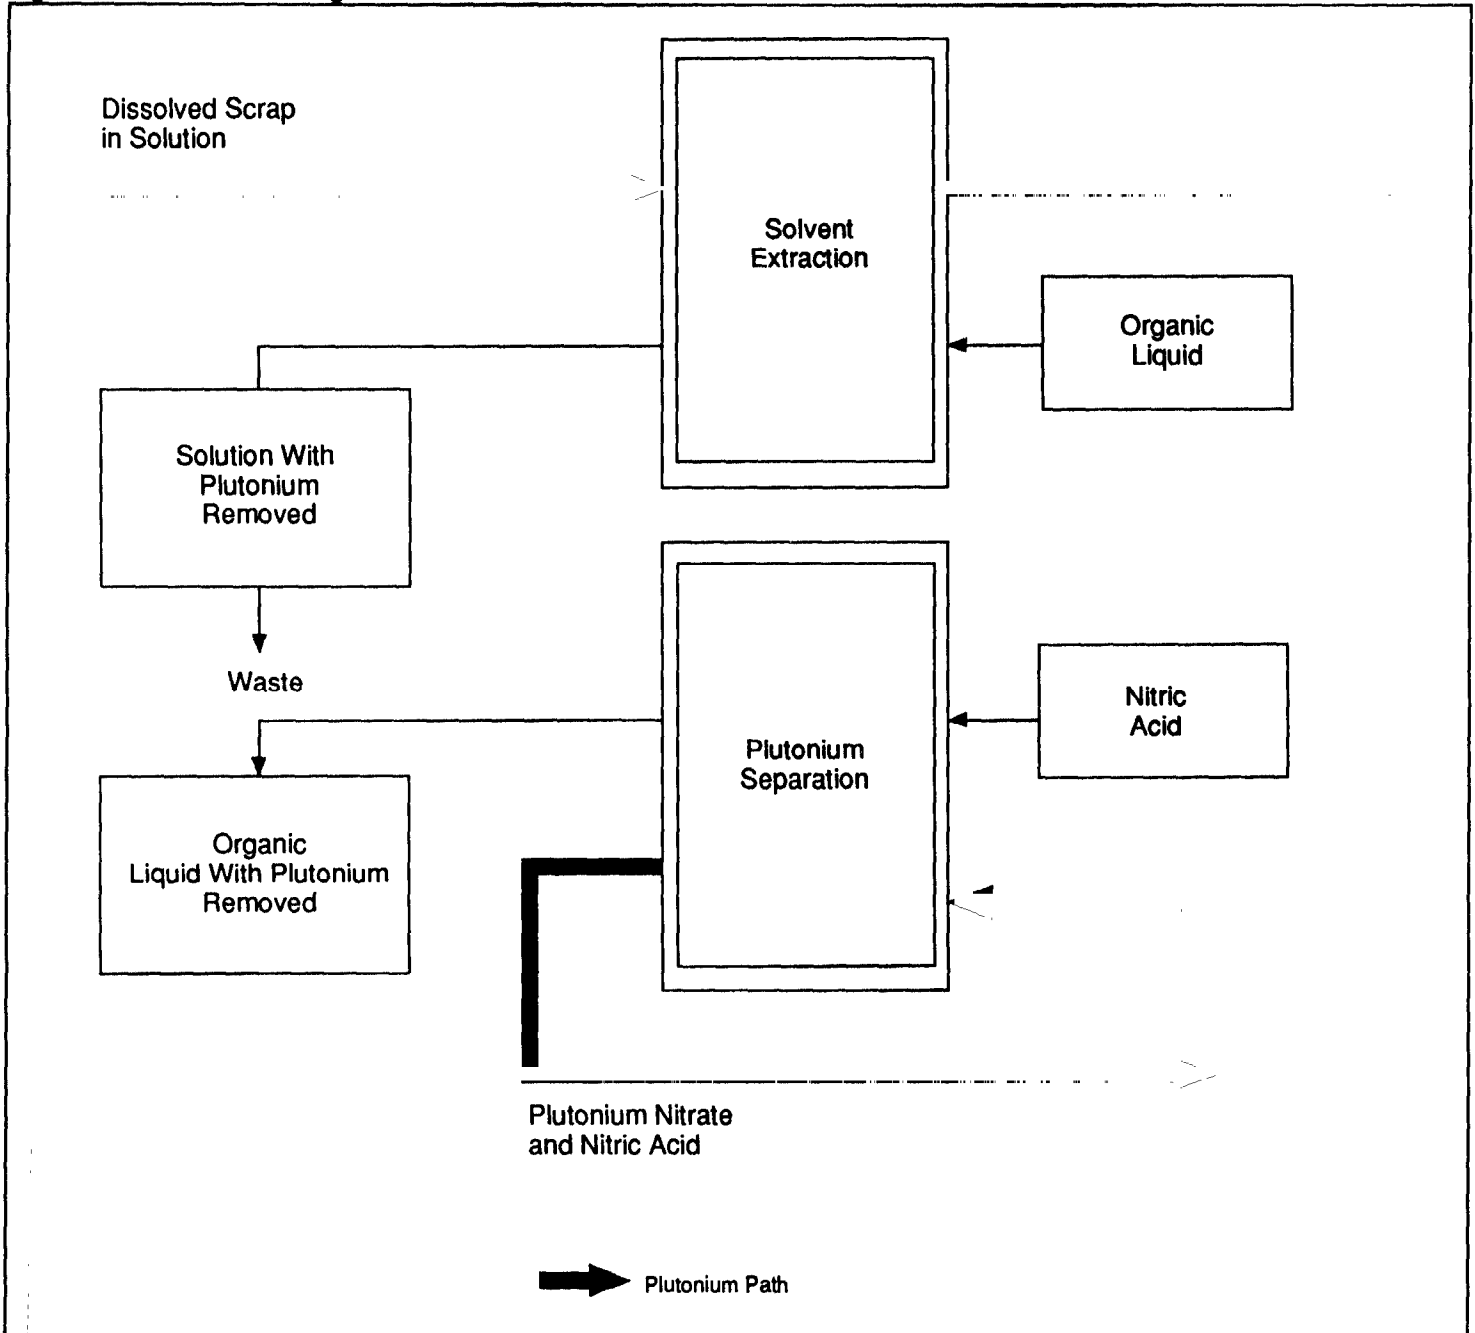 Dissolved Scrap
in Solution
Solvent
Extraction
Organic
Liquid
Solution With
Plutonium
Removed
Waste
Nitric
Acid
Plutonium
Separation
Organic
Liquid With Plutonium
Removed
Plutonium Nitrate
and Nitric Acid
Plutonium Path